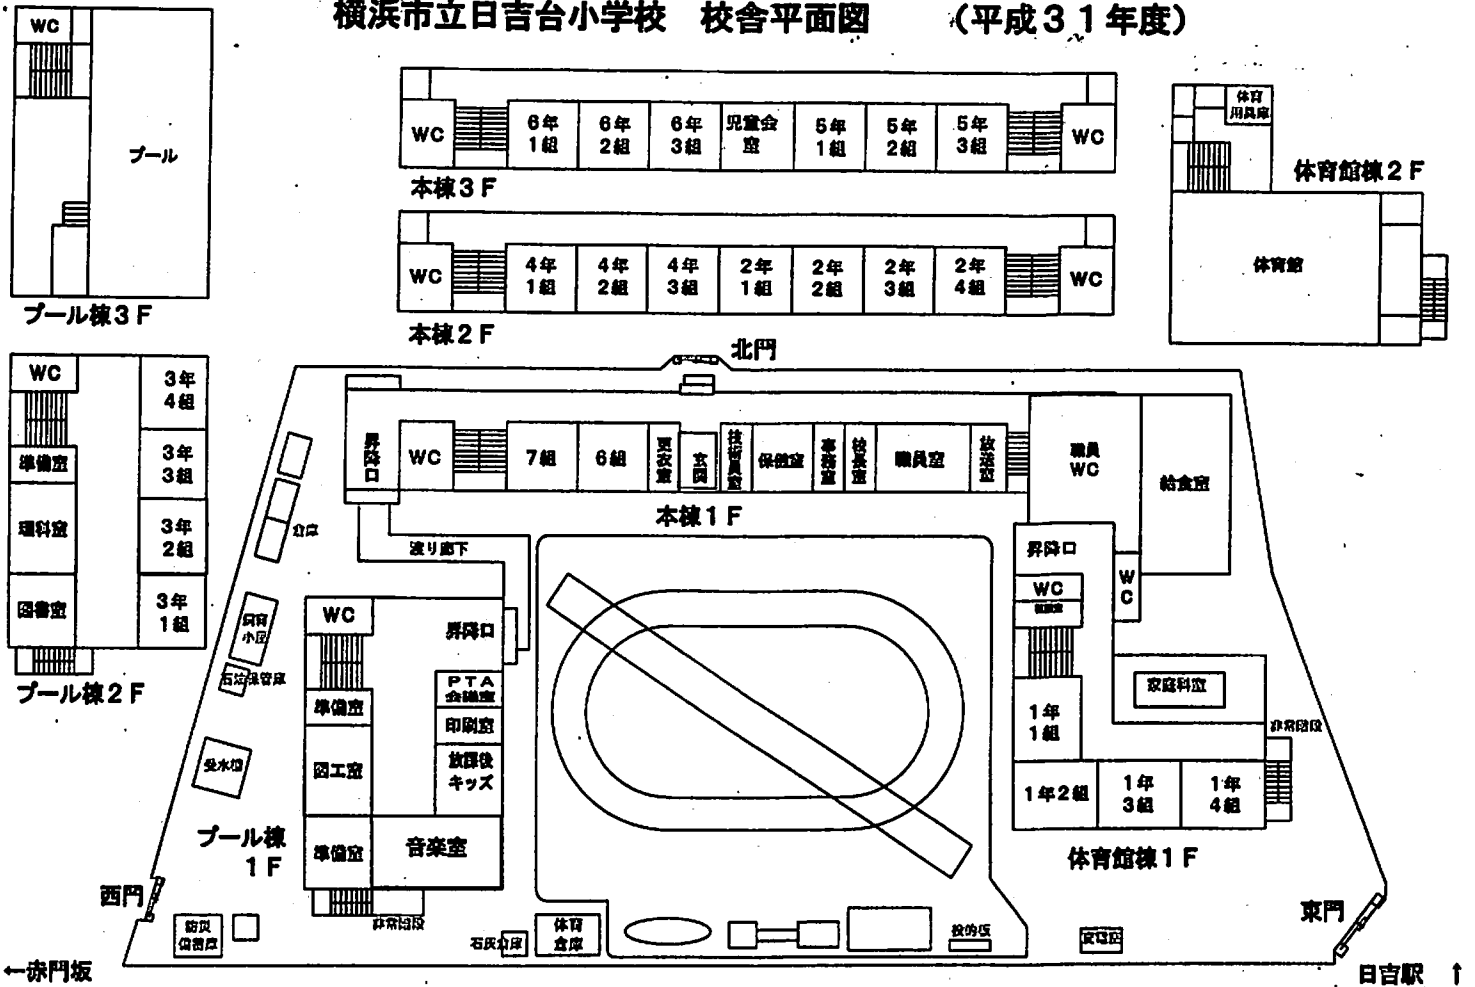 横浜市立日吉台小学校 校舎平面図 (平成31年度)
WC
プール
プール棟3F
WC
6年
1組
6年
2組
6年
3組
児童会
室
5年
1組
5年
2組
5年
3組
WC
本棟3F
WC
4年
1組
4年
2組
4年
3組
2年
1組
2年
2組
2年
3組
2年
4組
WC
本棟2F
体育
用具庫
体育館棟2F
体育館
WC
3年
4組
準備室
3年
3組
理科室
3年
2組
図書室
3年
1組
プール棟2F
北門
昇降口
WC
7組
6組
更衣室
玄関
技術員室
保健室
事務室
校長室
職員室
放送室
職員
WC
給食室
本棟1F
倉庫
渡り廊下
昇降口
WC
WC
飼育
小屋
石灰保管庫
受水槽
WC
昇降口
PTA
会議室
準備室
印刷室
図工室
放課後
キッズ
準備室
音楽室
プール棟
1F
非常階段
家庭科室
非常階段
1年
1組
1年2組
1年
3組
1年
4組
体育館棟1F
西門
東門
防災
備蓄庫
石灰倉庫
体育
倉庫
投的板
←赤門坂
日吉駅 ↑